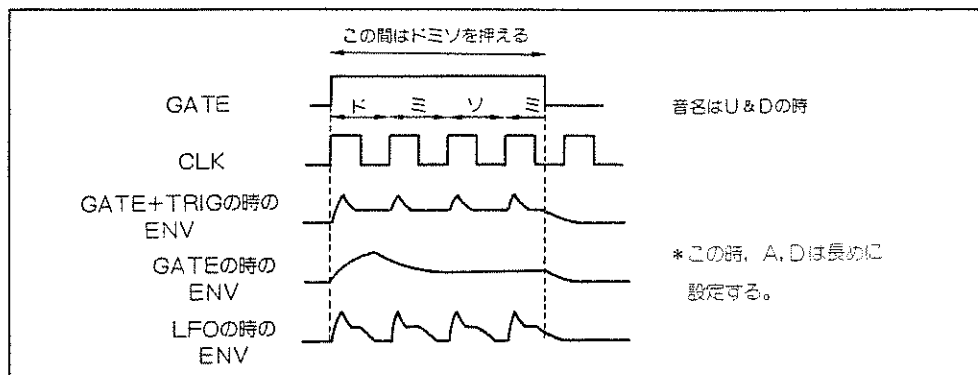 この間はドミソを押える
GATE
ド ミ ソ ミ
音名はU&Dの時
CLK
GATE+TRIGの時の
ENV
GATEの時の
ENV
*この時、A,Dは長めに
設定する。
LFOの時の
ENV